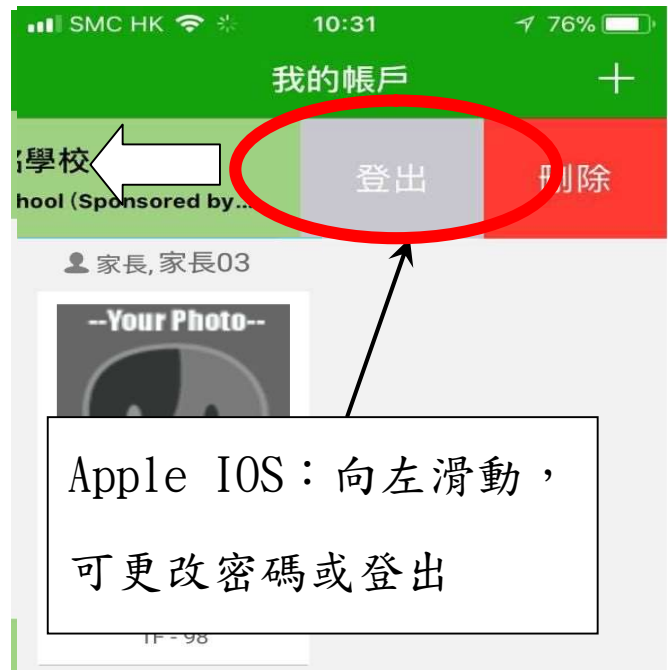 SMC HK 10:31 76%
我的帳戶 +
學校 登出 刪除
hool (Sponsored by...
家長, 家長03
--Your Photo--
Apple IOS：向左滑動，
可更改密碼或登出
1F - 98